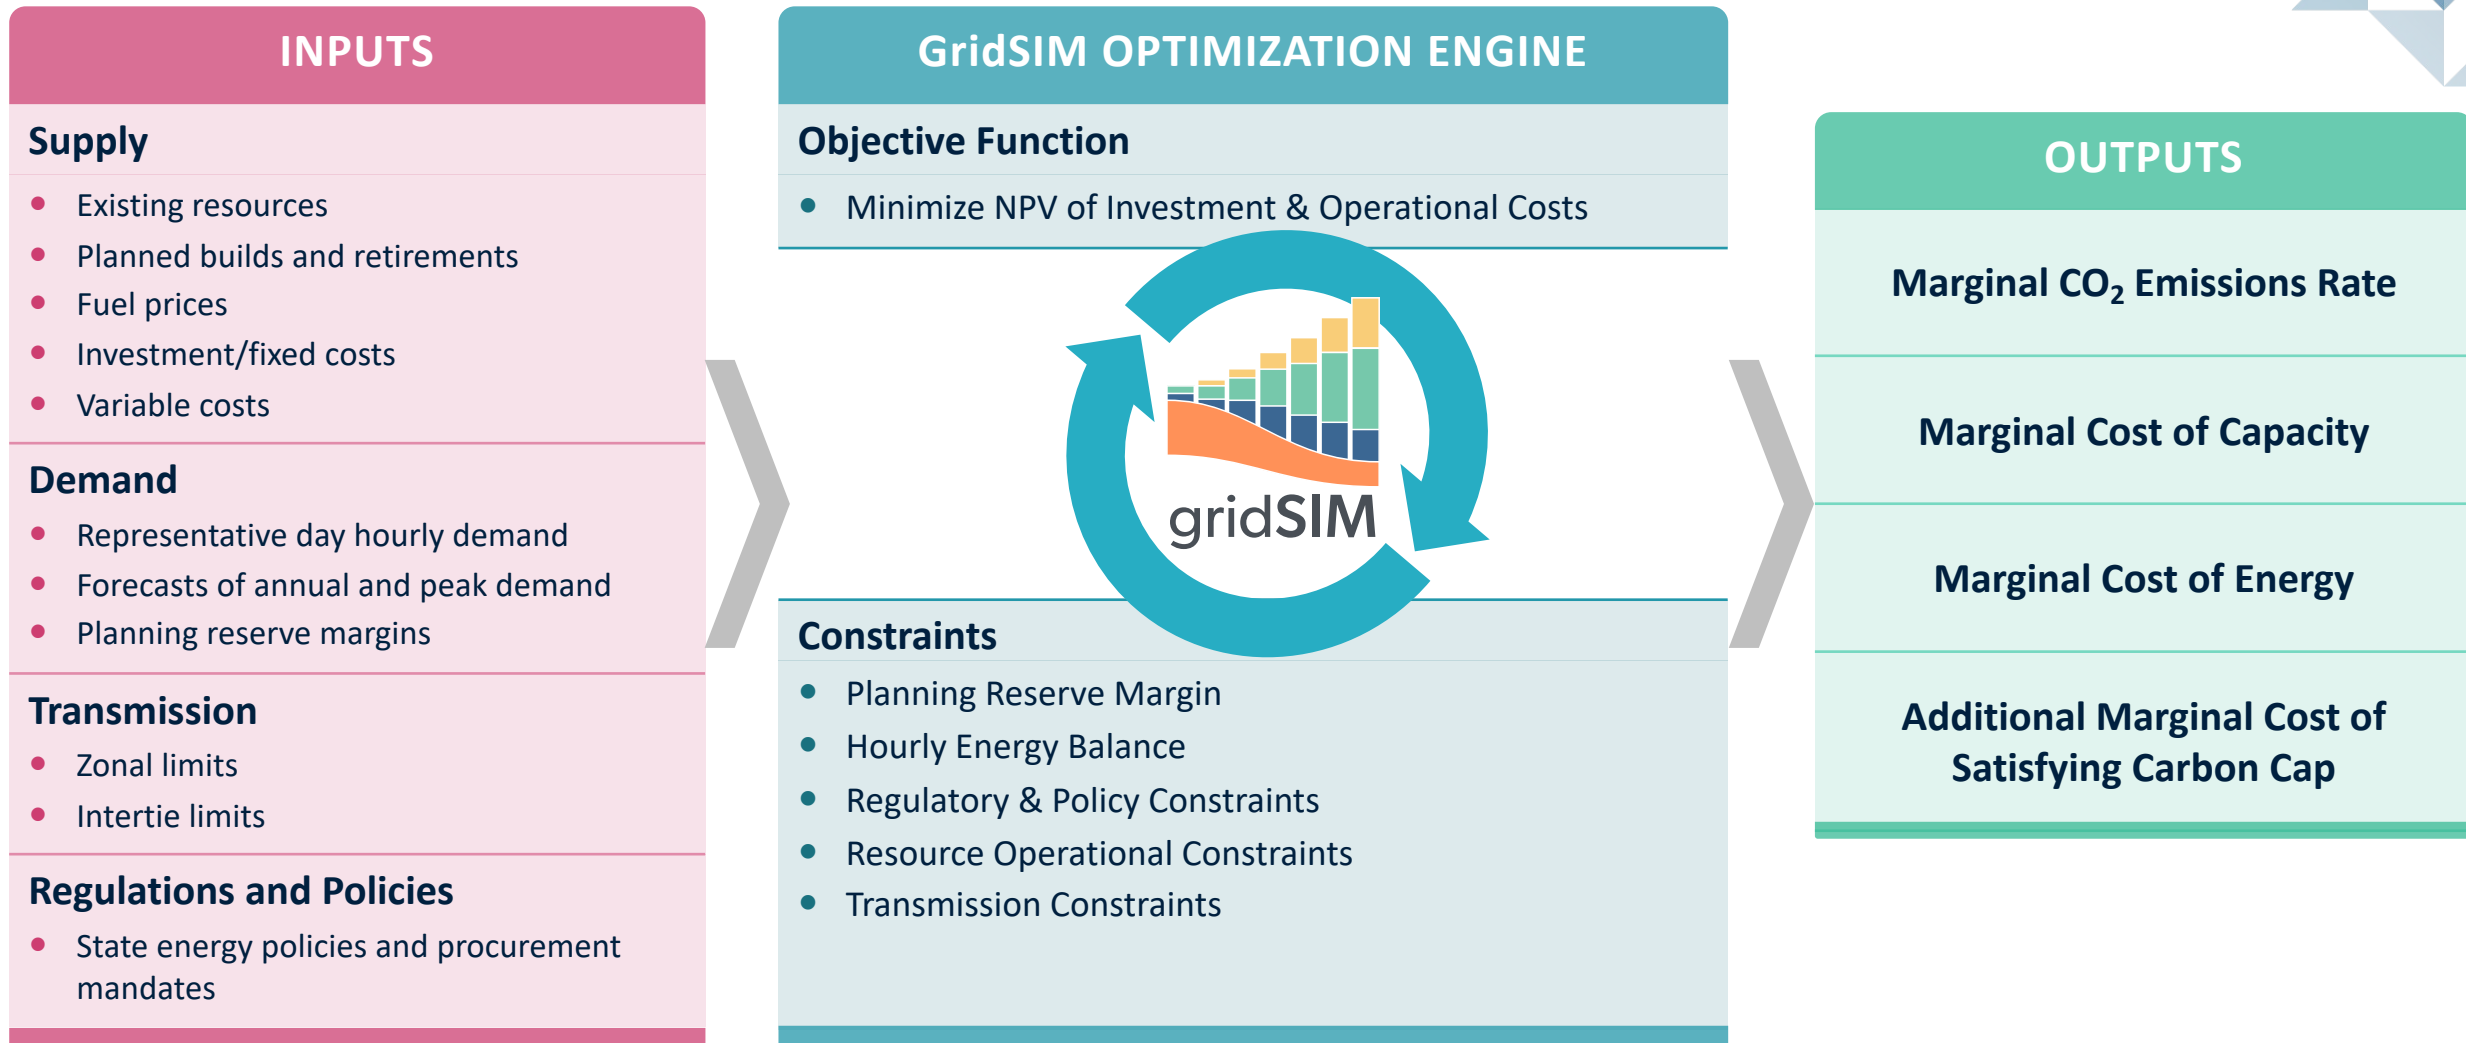 INPUTS
Supply
• Existing resources
• Planned builds and retirements
• Fuel prices
• Investment/fixed costs
• Variable costs
Demand
• Representative day hourly demand
• Forecasts of annual and peak demand
• Planning reserve margins
Transmission
• Zonal limits
• Intertie limits
Regulations and Policies
• State energy policies and procurement
mandates
GridSIM OPTIMIZATION ENGINE
Objective Function
• Minimize NPV of Investment & Operational Costs
gridSIM
Constraints
• Planning Reserve Margin
• Hourly Energy Balance
• Regulatory & Policy Constraints
• Resource Operational Constraints
• Transmission Constraints
OUTPUTS
Marginal CO₂ Emissions Rate
Marginal Cost of Capacity
Marginal Cost of Energy
Additional Marginal Cost of
Satisfying Carbon Cap